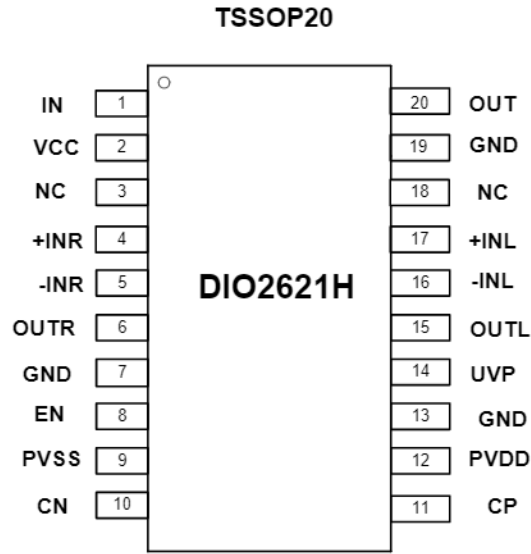 TSSOP20
IN 1 20 OUT
VCC 2 19 GND
NC 3 18 NC
+INR 4 17 +INL
-INR 5 16 -INL
DIO2621H
OUTR 6 15 OUTL
GND 7 14 UVP
EN 8 13 GND
PVSS 9 12 PVDD
CN 10 11 CP